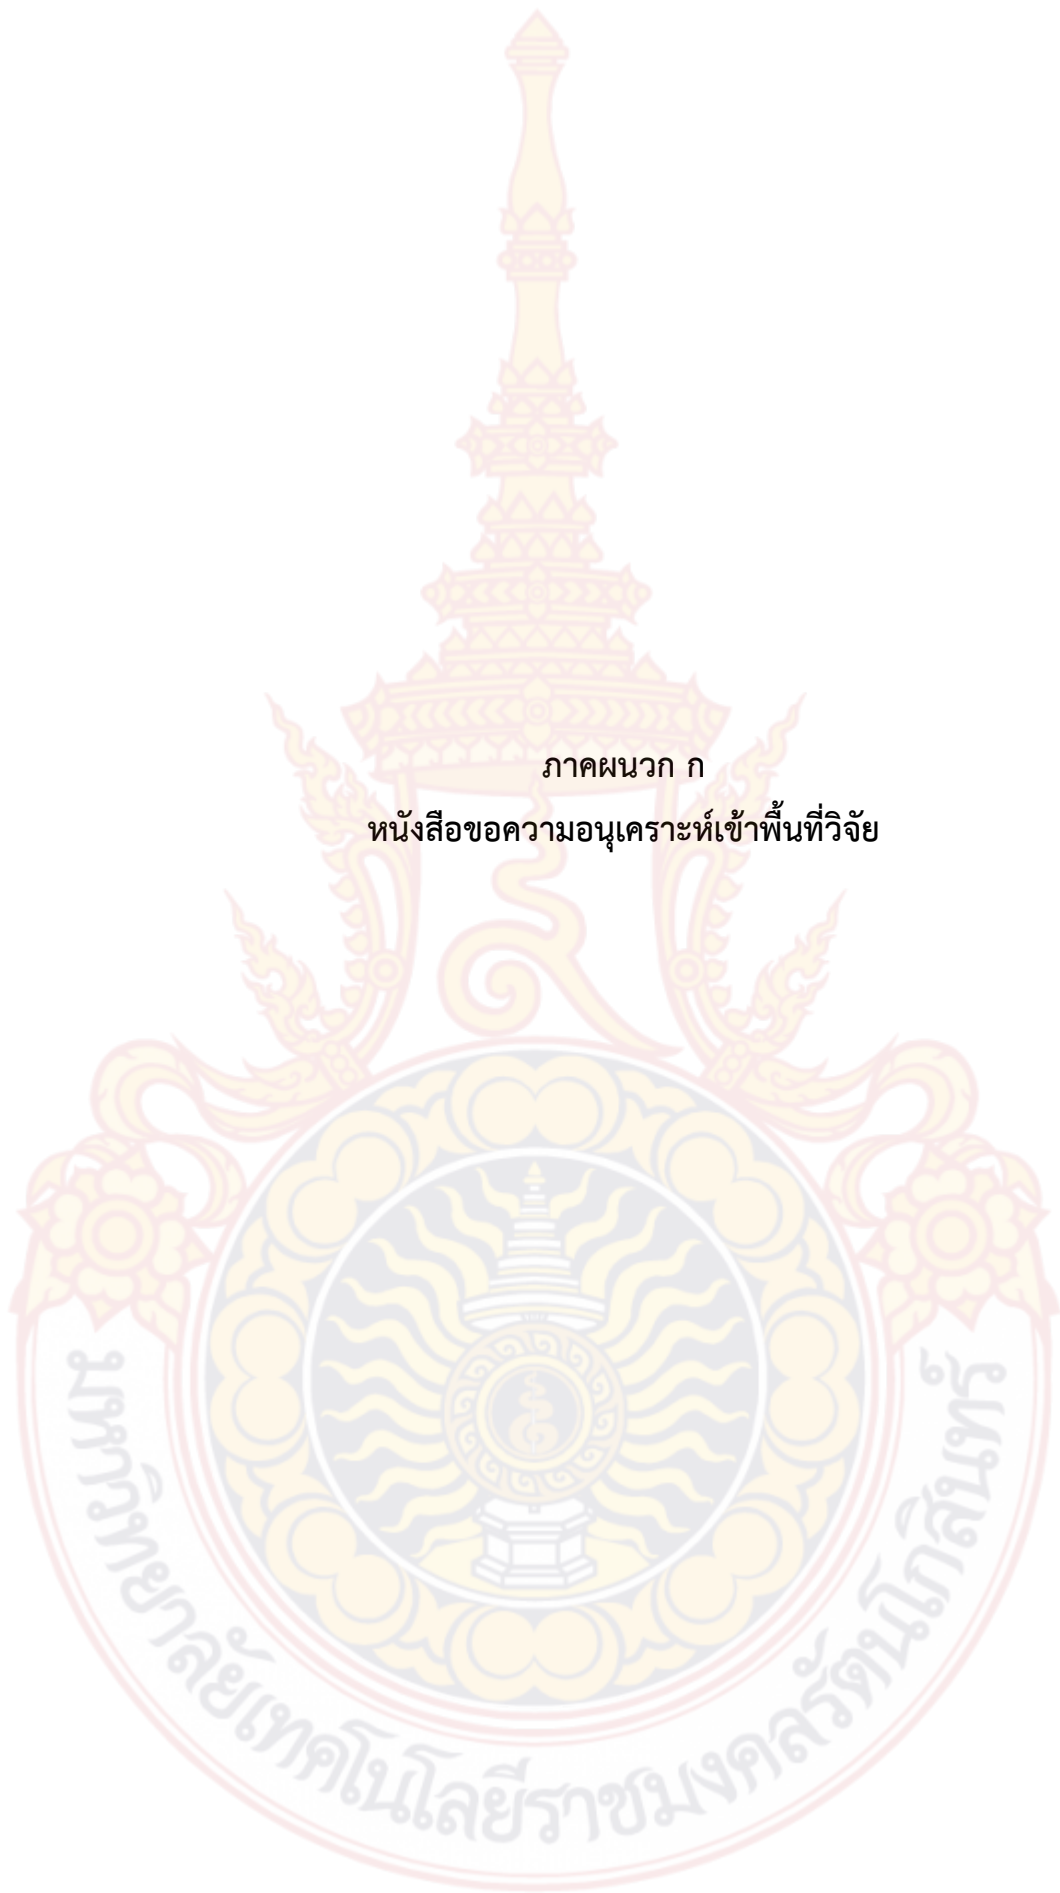 ภาคผนวก ก
หนังสือขอความอนุเคราะห์เข้าพื้นที่วิจัย
มหาวิทยาลัยเทคโนโลยีราชมงคลรัตนโกสินทร์